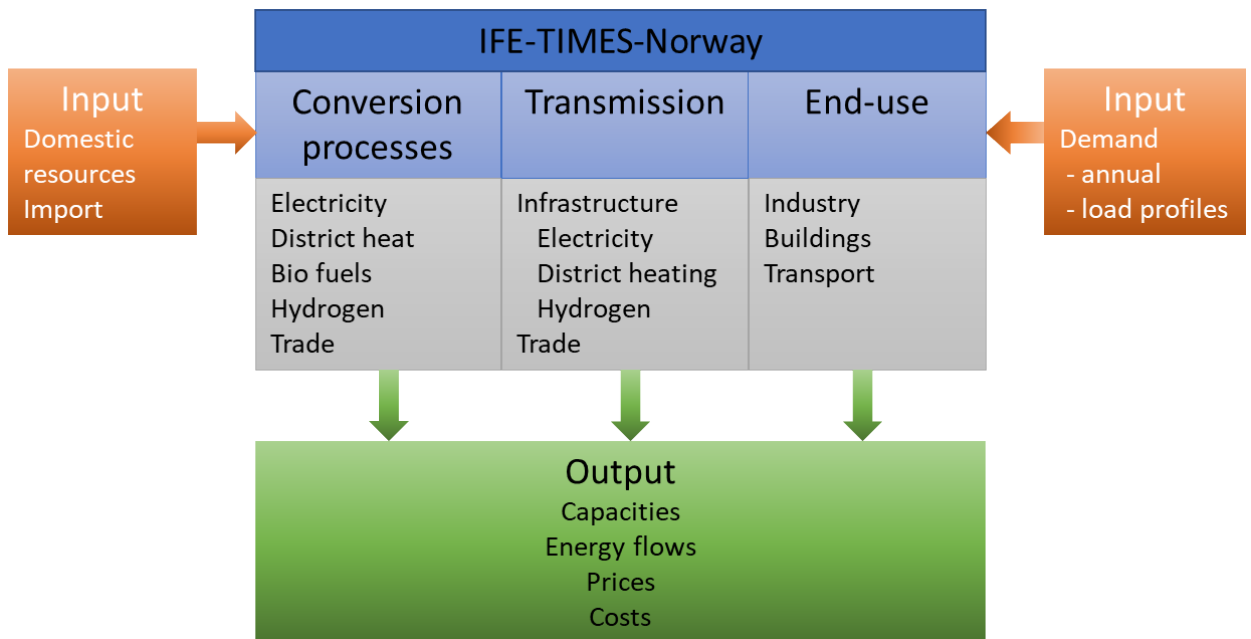 IFE-TIMES-Norway
Input
Domestic
resources
Import
Conversion
processes
Electricity
District heat
Bio fuels
Hydrogen
Trade
Transmission
Infrastructure
Electricity
District heating
Hydrogen
Trade
End-use
Industry
Buildings
Transport
Input
Demand
- annual
- load profiles
Output
Capacities
Energy flows
Prices
Costs